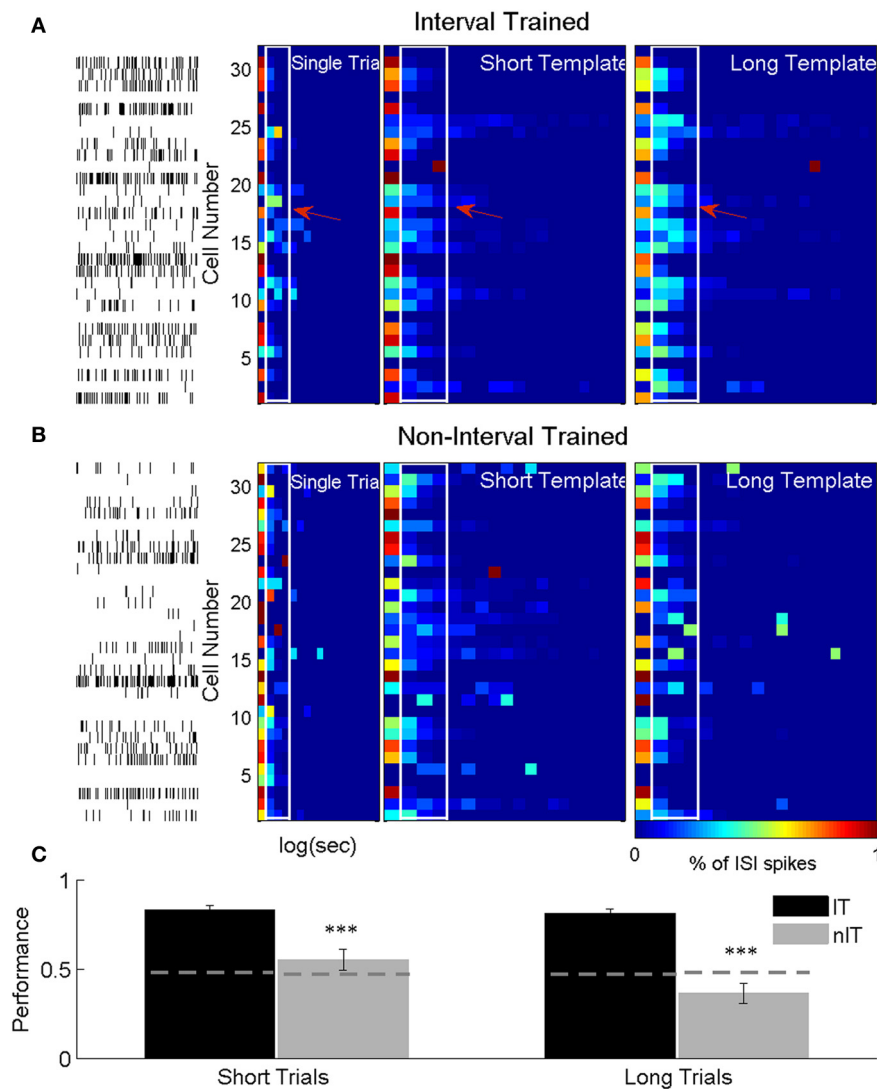 A
Interval Trained
Single Tria
Short Template
Long Template
Cell Number
30
25
20
15
10
5
B
Non-Interval Trained
Single Tria
Short Template
Long Template
Cell Number
30
25
20
15
10
5
log(sec)
0
1
% of ISI spikes
C
Performance
1
0.5
0
***
***
IT
nIT
Short Trials
Long Trials